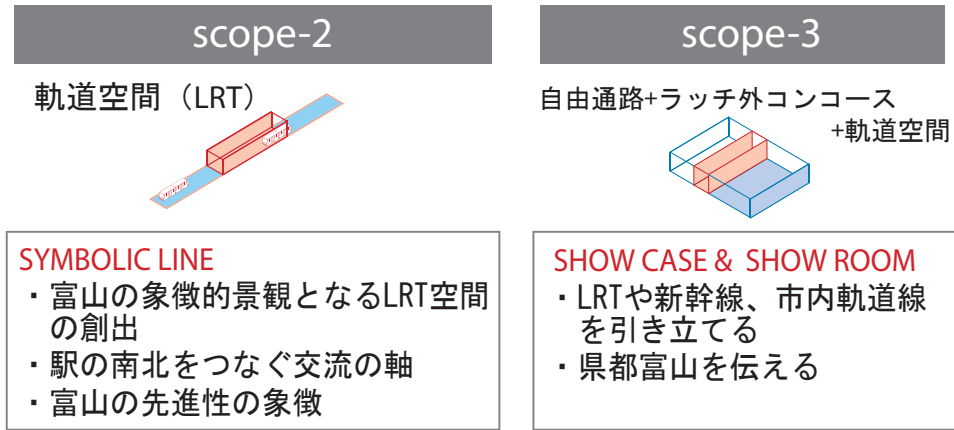 scope-2
軌道空間（LRT）
SYMBOLIC LINE
・富山の象徴的景観となるLRT空間
の創出
・駅の南北をつなぐ交流の軸
・富山の先進性の象徴
scope-3
自由通路+ラッチ外コンコース
+軌道空間
SHOW CASE & SHOW ROOM
・LRTや新幹線、市内軌道線
を引き立てる
・県都富山を伝える